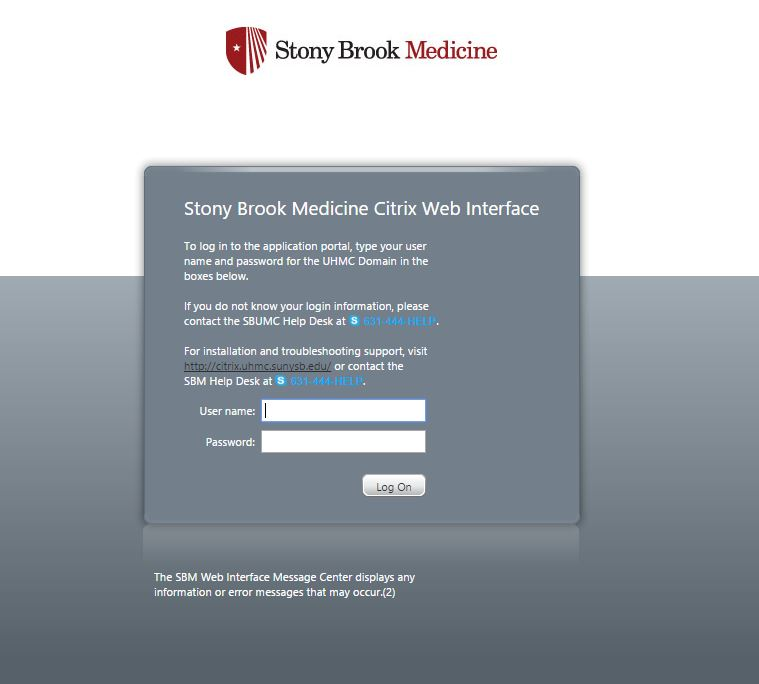 Stony Brook Medicine
Stony Brook Medicine Citrix Web Interface
To log in to the application portal, type your user
name and password for the UHMC Domain in the
boxes below.
If you do not know your login information, please
contact the SBUMC Help Desk at S 631-444-HELP.
For installation and troubleshooting support, visit
http://citrix.uhmc.sunysb.edu/ or contact the
SBM Help Desk at S 631-444-HELP.
User name:
Password:
Log On
The SBM Web Interface Message Center displays any
information or error messages that may occur.(2)